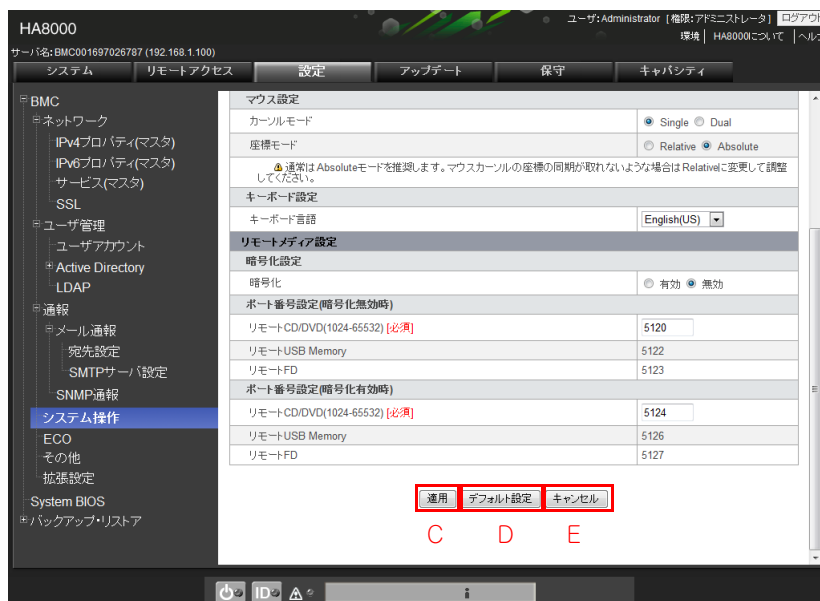 HA8000
ユーザ:Administrator [権限:アドミニストレータ] ログアウト
環境 | HA8000について | ヘル
サーバ名:BMC001697026787 (192.168.1.100)
システム リモートアクセス 設定 アップデート 保守 キャパシティ
BMC
ネットワーク
IPv4プロパティ(マスタ)
IPv6プロパティ(マスタ)
サービス(マスタ)
SSL
ユーザ管理
ユーザアカウント
Active Directory
LDAP
通報
メール通報
宛先設定
SMTPサーバ設定
SNMP通報
システム操作
ECO
その他
拡張設定
System BIOS
バックアップ・リストア
マウス設定
カーソルモード Single Dual
座標モード Relative Absolute
通常はAbsoluteモードを推奨します。マウスカーソルの座標の同期が取れないような場合はRelativeに変更して調整
してください。
キーボード設定
キーボード言語 English(US)
リモートメディア設定
暗号化設定
暗号化 有効 無効
ポート番号設定(暗号化無効時)
リモートCD/DVD(1024-65532) [必須] 5120
リモートUSB Memory 5122
リモートFD 5123
ポート番号設定(暗号化有効時)
リモートCD/DVD(1024-65532) [必須] 5124
リモートUSB Memory 5126
リモートFD 5127
適用 デフォルト設定 キャンセル
C D E
ID i